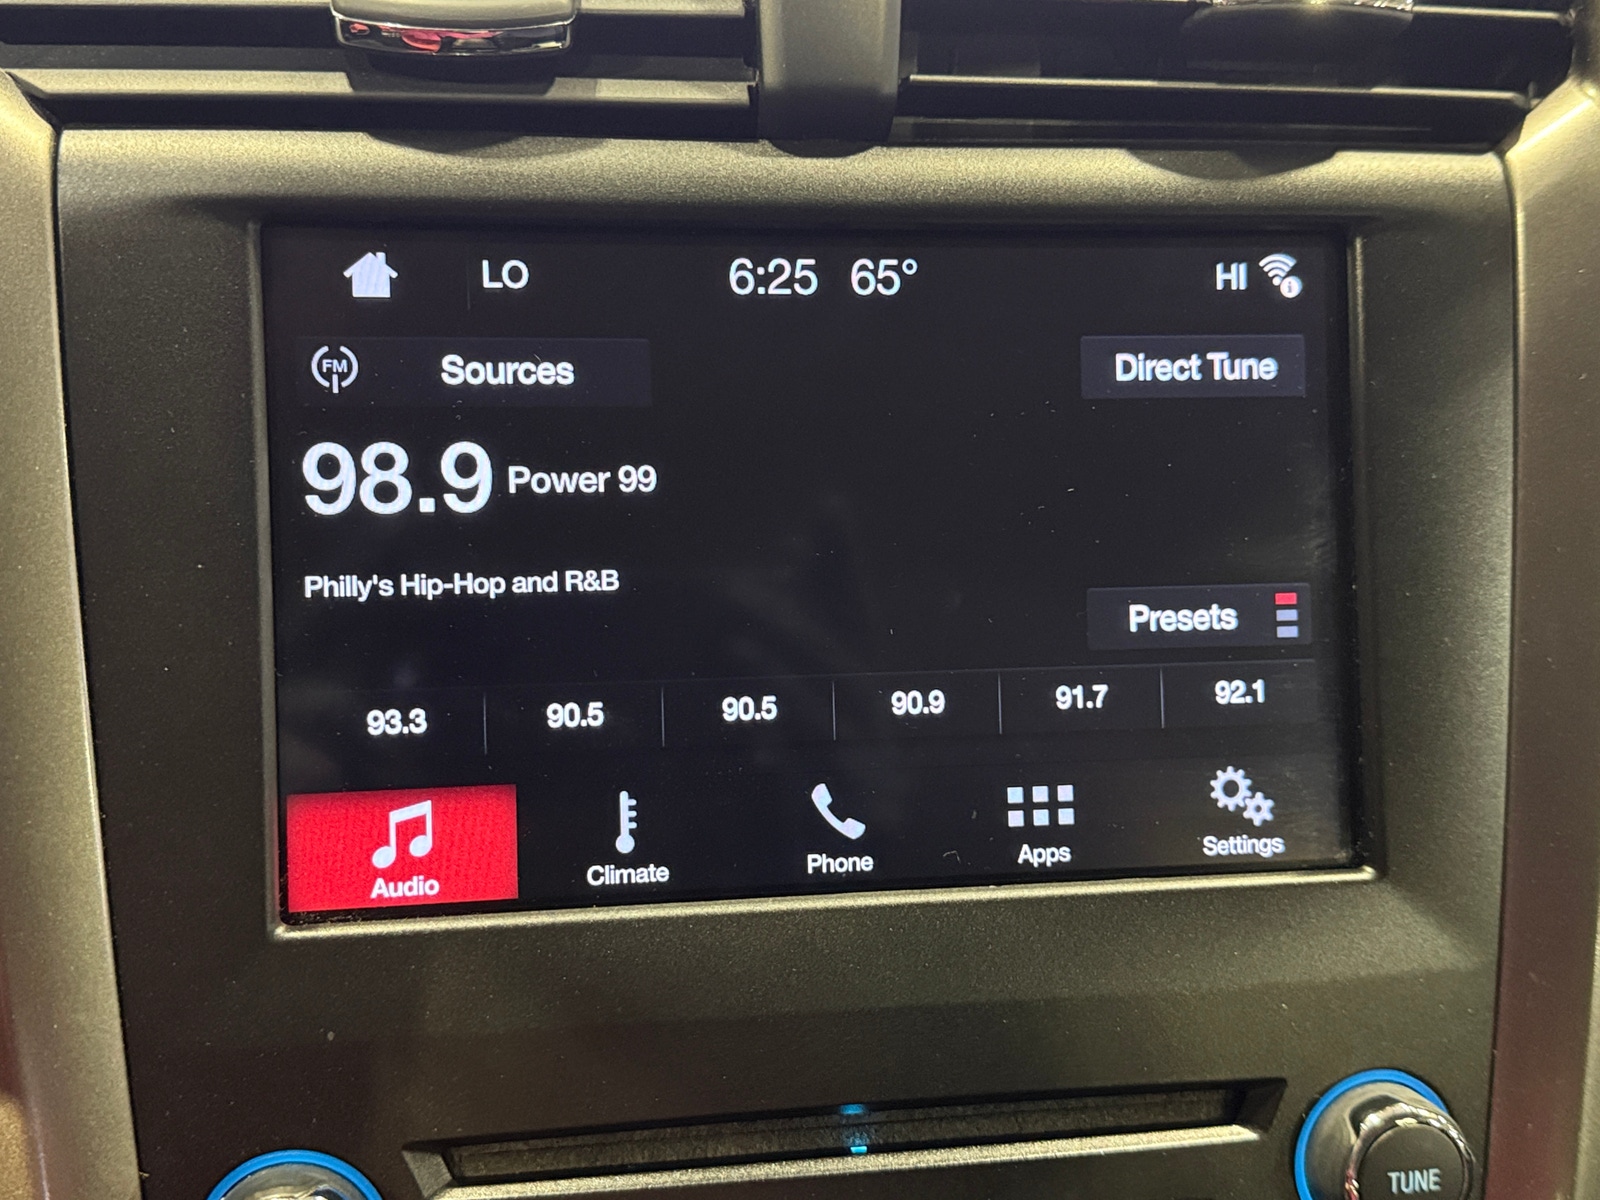 LO 6:25 65° HI
FM Sources Direct Tune
98.9 Power 99
Philly's Hip-Hop and R&B
Presets
93.3 90.5 90.5 90.9 91.7 92.1
Audio Climate Phone Apps Settings
TUNE